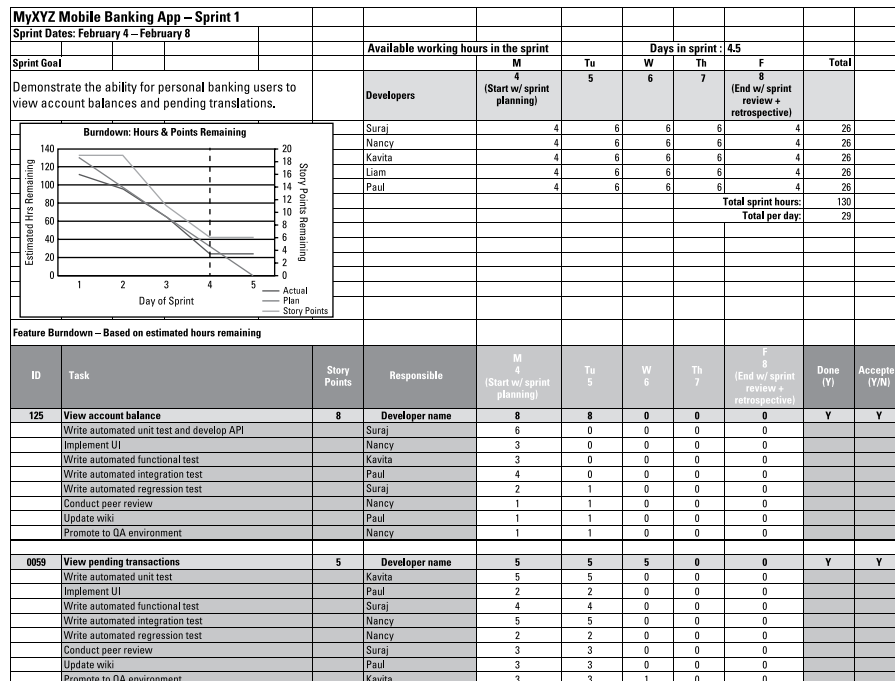 MyXYZ Mobile Banking App – Sprint 1
Sprint Dates: February 4 – February 8
Available working hours in the sprint Days in sprint : 4.5
Sprint Goal M Tu W Th F Total
Demonstrate the ability for personal banking users to
view account balances and pending translations.
Developers 4 (Start w/ sprint planning) 5 6 7 8 (End w/ sprint review + retrospective)
Suraj 4 6 6 6 4 26
Nancy 4 6 6 6 4 26
Kavita 4 6 6 6 4 26
Liam 4 6 6 6 4 26
Paul 4 6 6 6 4 26
Total sprint hours: 130
Total per day: 29
Burndown: Hours & Points Remaining
Estimated Hrs Remaining
140
120
100
80
60
40
20
0
20
18
16
14
12
10
8
6
4
2
0
Story Points Remaining
1 2 3 4 5
Day of Sprint
Actual
Plan
Story Points
Feature Burndown – Based on estimated hours remaining
ID Task Story Points Responsible M 4 (Start w/ sprint planning) Tu 5 W 6 Th 7 F 8 (End w/ sprint review + retrospective) Done (Y) Accepte (Y/N)
125 View account balance 8 Developer name 8 8 0 0 0 Y Y
Write automated unit test and develop API Suraj 6 0 0 0 0
Implement UI Nancy 3 0 0 0 0
Write automated functional test Kavita 3 0 0 0 0
Write automated integration test Paul 4 0 0 0 0
Write automated regression test Suraj 2 1 0 0 0
Conduct peer review Nancy 1 1 0 0 0
Update wiki Paul 1 1 0 0 0
Promote to QA environment Nancy 1 1 0 0 0
0059 View pending transactions 5 Developer name 5 5 5 0 0 Y Y
Write automated unit test Kavita 5 5 0 0 0
Implement UI Paul 2 2 0 0 0
Write automated functional test Suraj 4 4 0 0 0
Write automated integration test Nancy 5 5 0 0 0
Write automated regression test Nancy 2 2 0 0 0
Conduct peer review Suraj 3 3 0 0 0
Update wiki Paul 3 3 0 0 0
Promote to QA environment Kavita 3 3 1 0 0